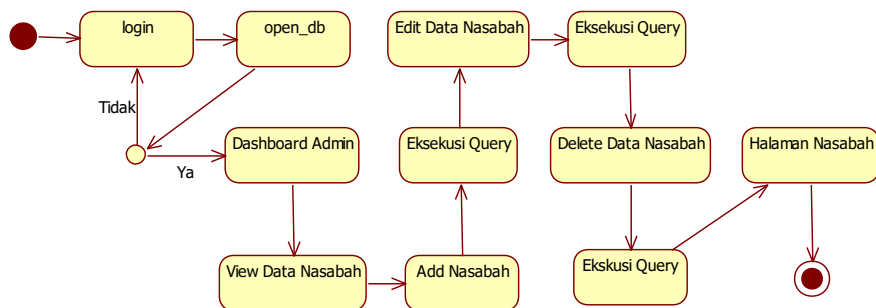 login
open_db
Edit Data Nasabah
Eksekusi Query
Tidak
Ya
Dashboard Admin
Eksekusi Query
Delete Data Nasabah
Halaman Nasabah
View Data Nasabah
Add Nasabah
Ekskusi Query